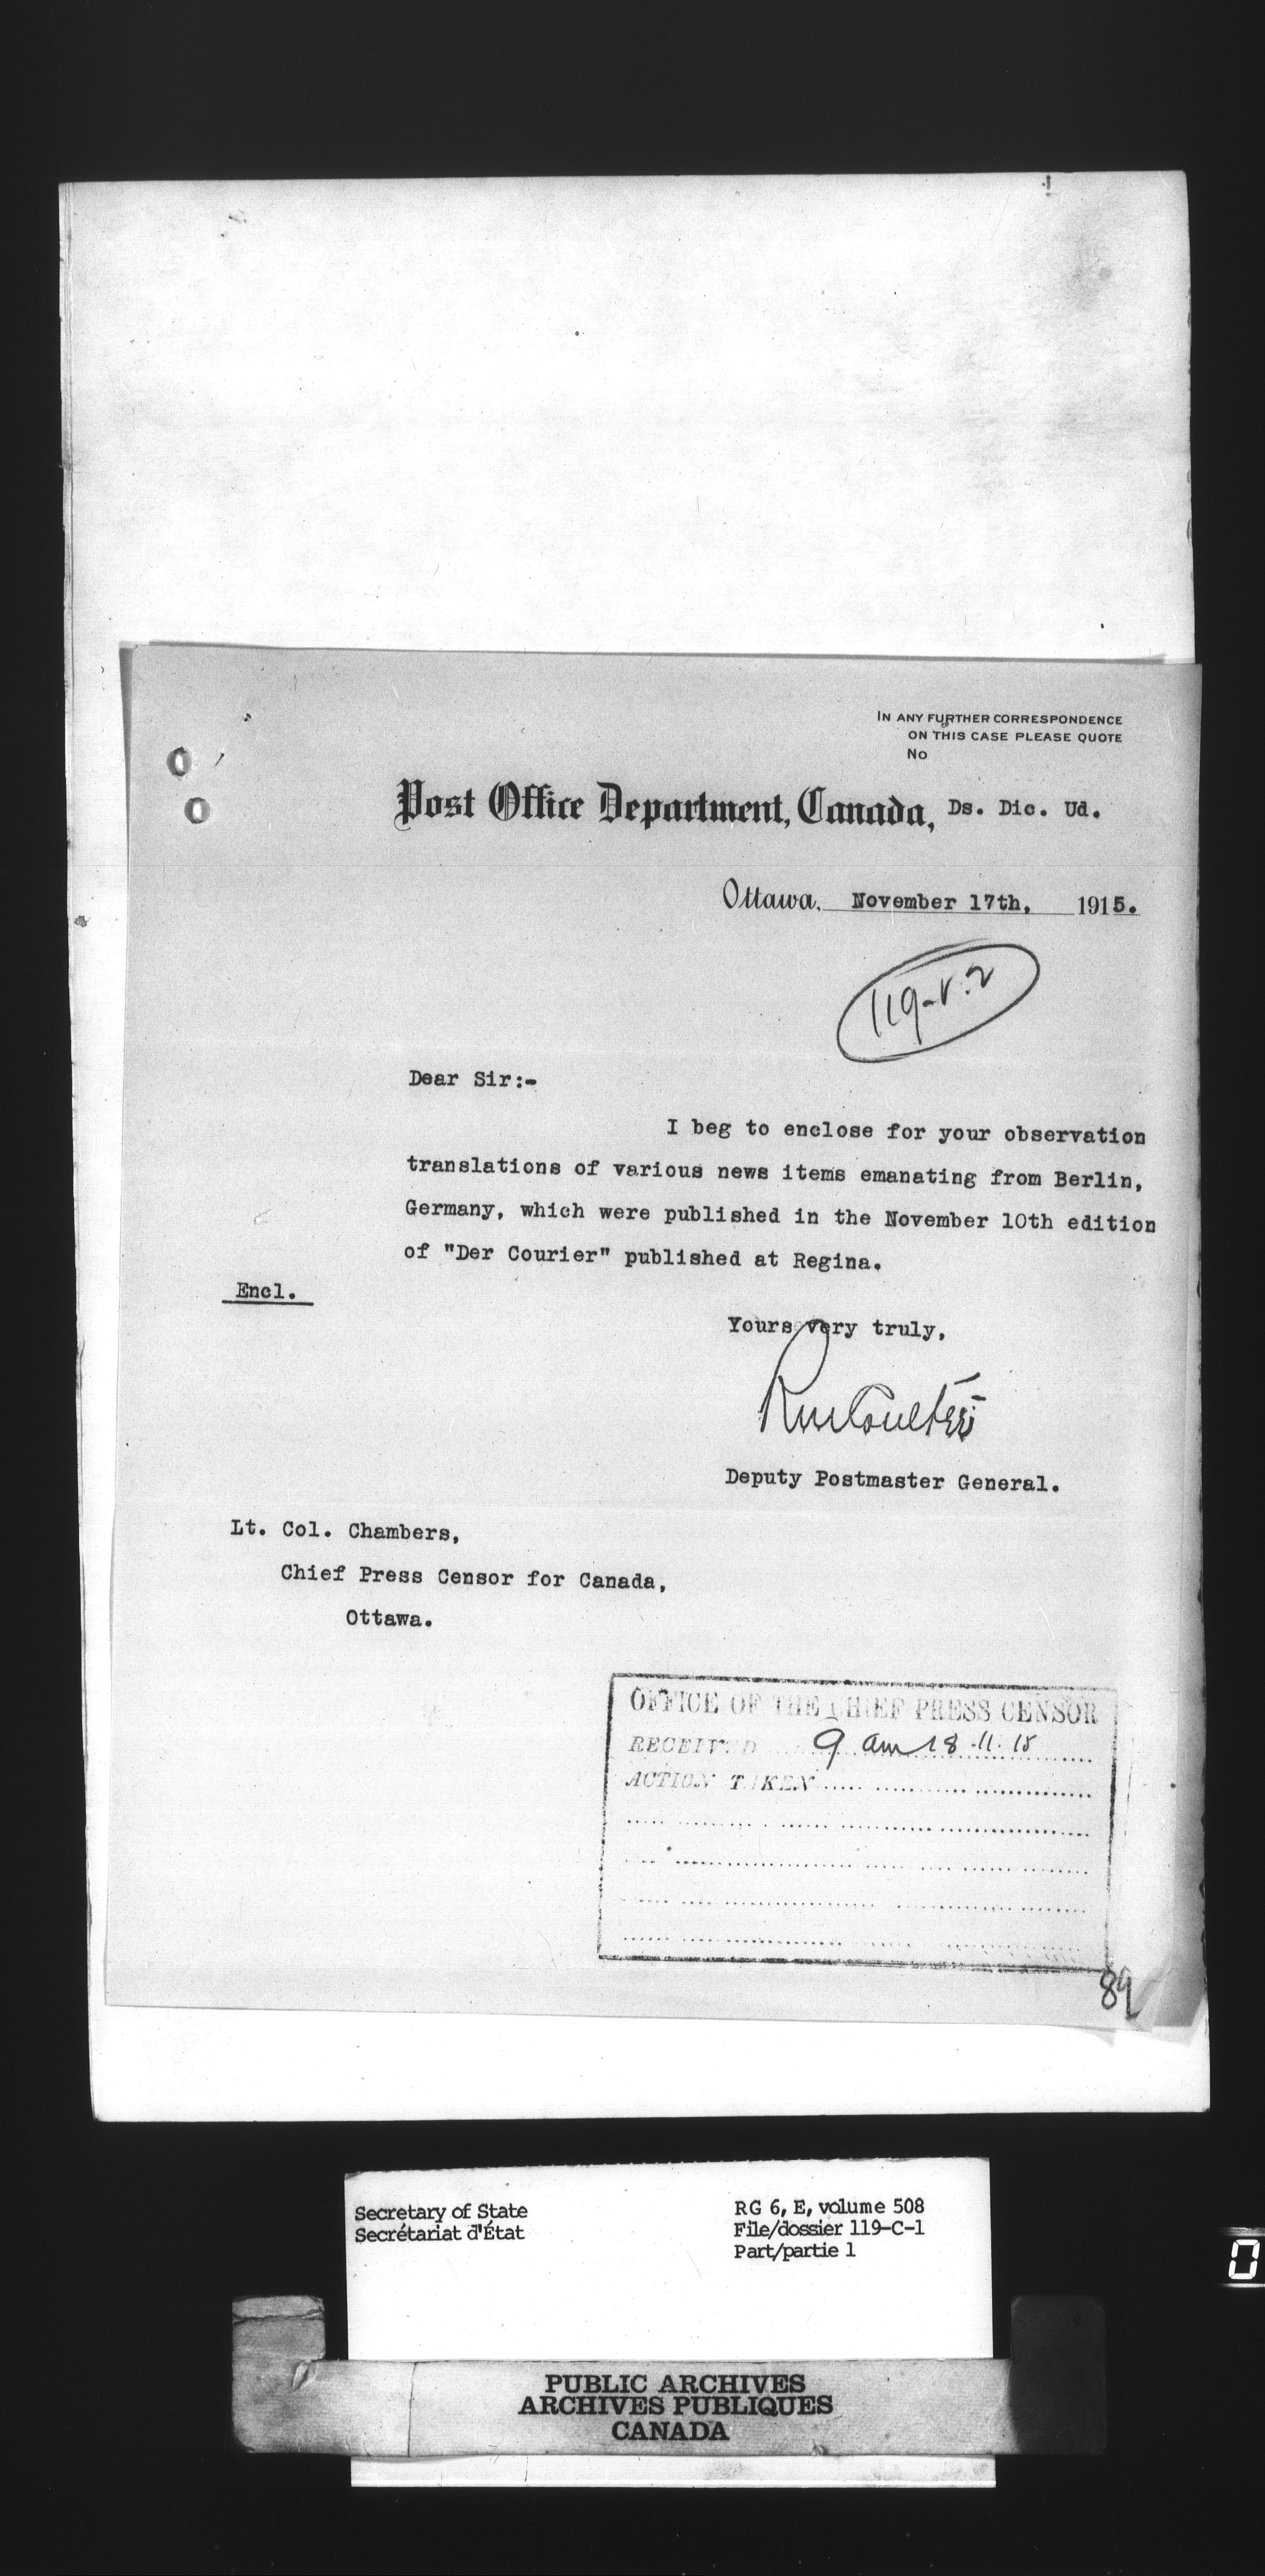 IN ANY FURTHER CORRESPONDENCE
ON THIS CASE PLEASE QUOTE
No
Post Office Department, Canada, Ds. Dic. Ud.
Ottawa, November 17th, 1915.
Dear Sir:-
I beg to enclose for your observation
translations of various news items emanating from Berlin,
Germany, which were published in the November 10th edition
of "Der Courier" published at Regina.
Encl.
Yours very truly,
RmCoulter
Deputy Postmaster General.
Lt. Col. Chambers,
Chief Press Censor for Canada,
Ottawa.
OFFICE OF THE CHIEF PRESS CENSOR
RECEIVED 9 am 18.11.15
ACTION TAKEN
89
Secretary of State
Secrétariat d'État
RG 6, E, volume 508
File/dossier 119-C-1
Part/partie 1
0
PUBLIC ARCHIVES
ARCHIVES PUBLIQUES
CANADA